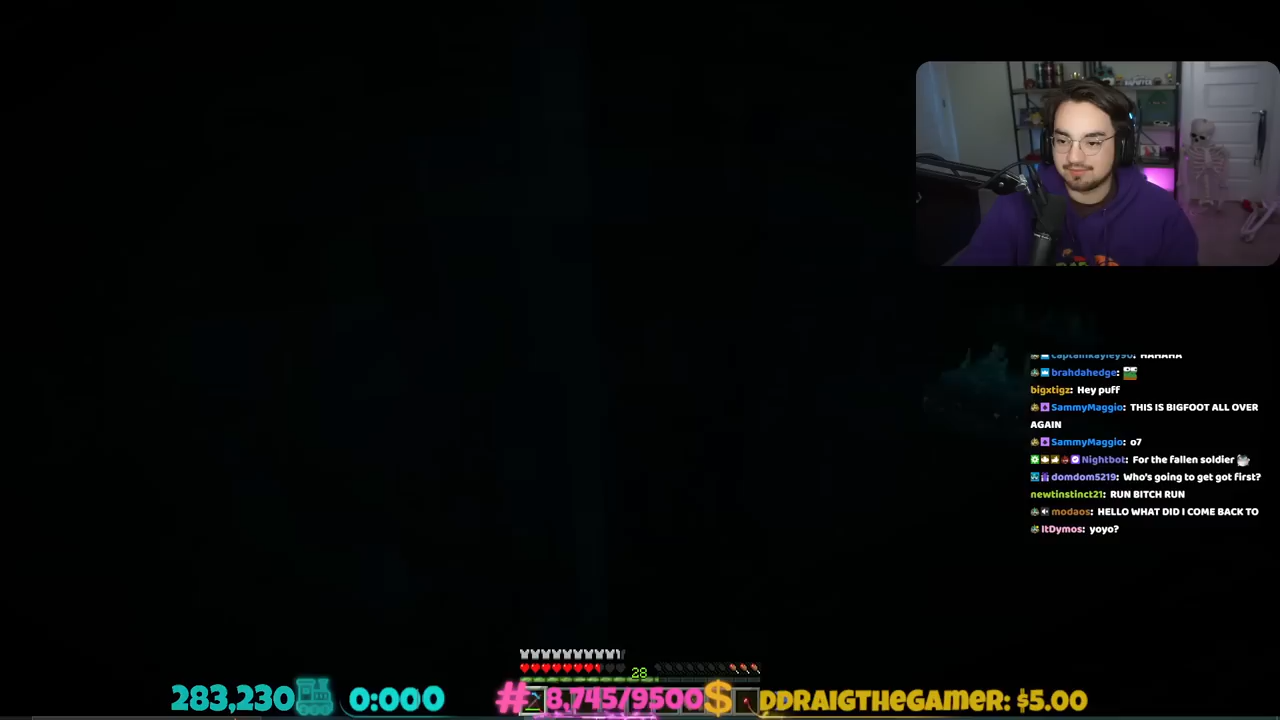 captainkayley90: HAHAHA
brahdahedge:
bigxtigz: Hey puff
SammyMaggio: THIS IS BIGFOOT ALL OVER
AGAIN
SammyMaggio: o7
Nightbot: For the fallen soldier
domdom5219: Who's going to get got first?
newtinstinct21: RUN BITCH RUN
modaos: HELLO WHAT DID I COME BACK TO
ItDymos: yoyo?
28
283,230 0:000 # 8,745/9500 $ DDRAIGTHEGAMER: $5.00